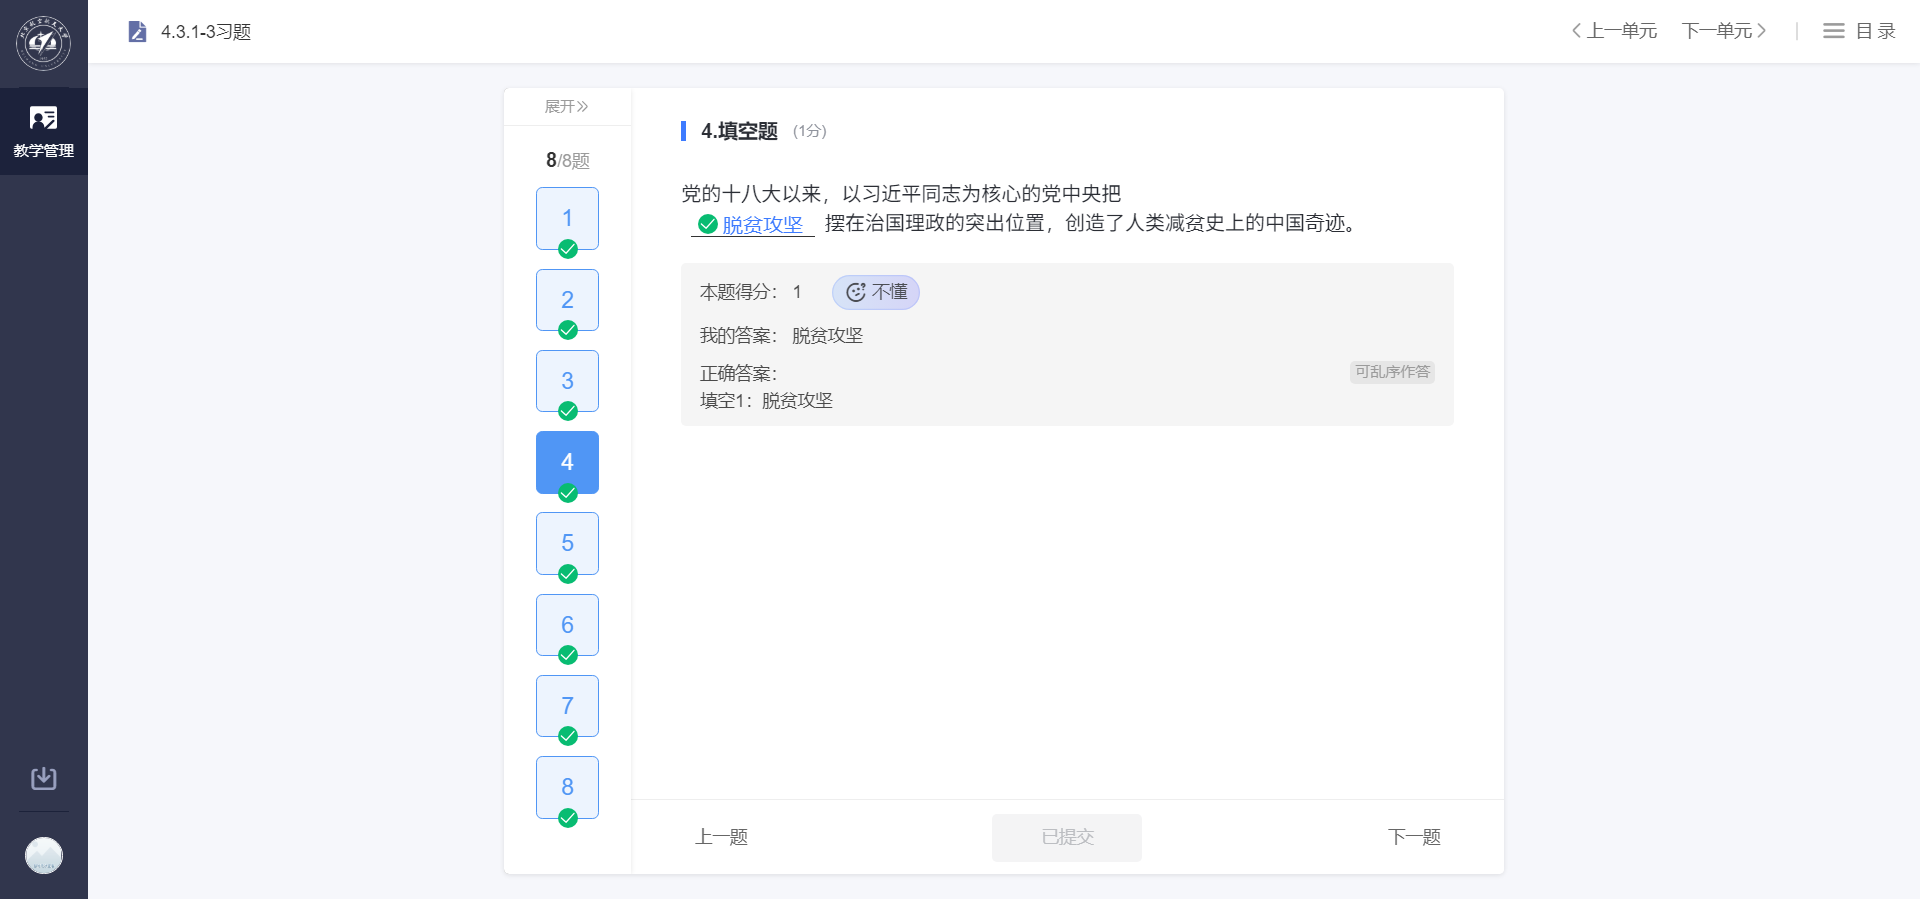 4.3.1-3习题
上一单元
下一单元
目录
教学管理
展开
8/8题
1
2
3
4
5
6
7
8
4.填空题 (1分)
党的十八大以来，以习近平同志为核心的党中央把
脱贫攻坚 摆在治国理政的突出位置，创造了人类减贫史上的中国奇迹。
本题得分： 1 不懂
我的答案： 脱贫攻坚
正确答案：
可乱序作答
填空1：脱贫攻坚
上一题
已提交
下一题